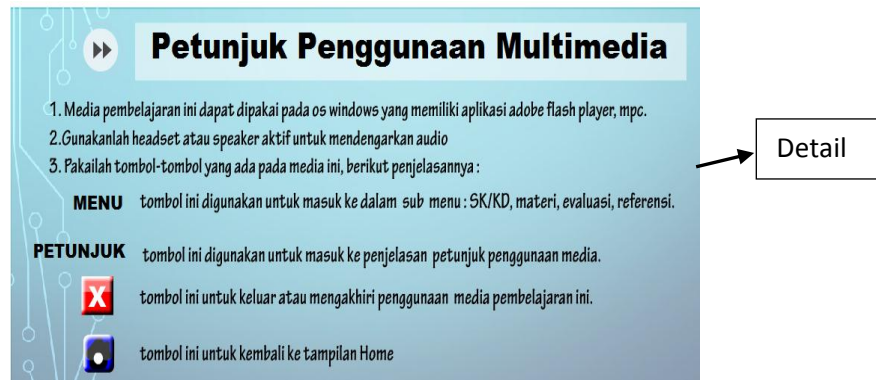 Petunjuk Penggunaan Multimedia
1. Media pembelajaran ini dapat dipakai pada os windows yang memiliki aplikasi adobe flash player, mpc.
2.Gunakanlah headset atau speaker aktif untuk mendengarkan audio
3. Pakailah tombol-tombol yang ada pada media ini, berikut penjelasannya :
Detail
MENU tombol ini digunakan untuk masuk ke dalam sub menu : SK/KD, materi, evaluasi, referensi.
PETUNJUK tombol ini digunakan untuk masuk ke penjelasan petunjuk penggunaan media.
X tombol ini untuk keluar atau mengakhiri penggunaan media pembelajaran ini.
tombol ini untuk kembali ke tampilan Home